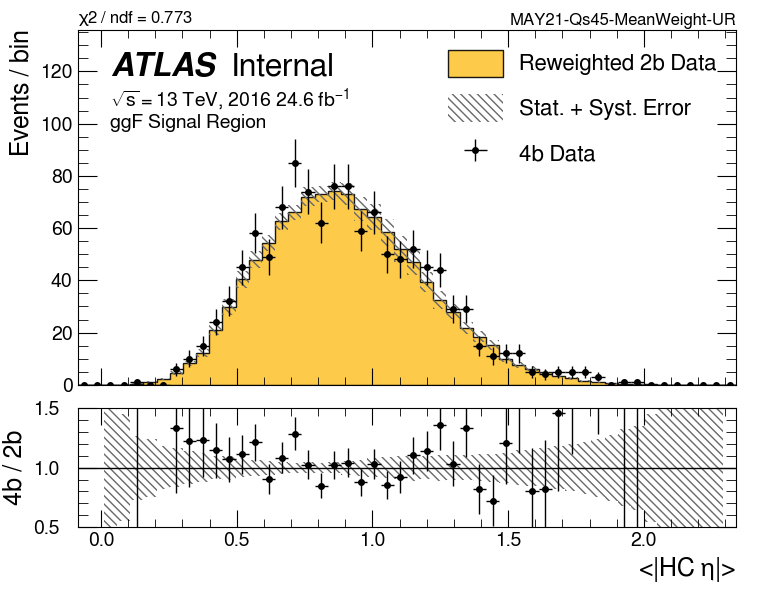 χ2 / ndf = 0.773
MAY21-Qs45-MeanWeight-UR
Events / bin
120
100
80
60
40
20
0
ATLAS Internal
√s = 13 TeV, 2016 24.6 fb⁻¹
ggF Signal Region
Reweighted 2b Data
Stat. + Syst. Error
4b Data
4b / 2b
1.5
1.0
0.5
0.0 0.5 1.0 1.5 2.0
<|HC η|>